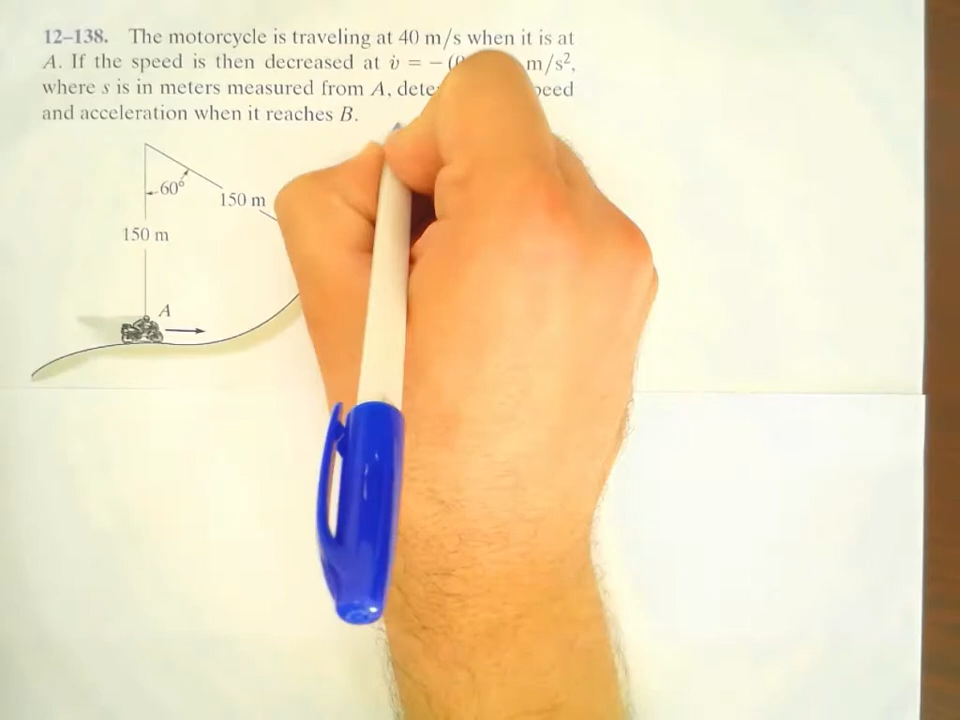 12–138. The motorcycle is traveling at 40 m/s when it is at
A. If the speed is then decreased at v̇ = − m/s²,
where s is in meters measured from A,
and acceleration when it reaches B.
60°
150 m
150 m
A